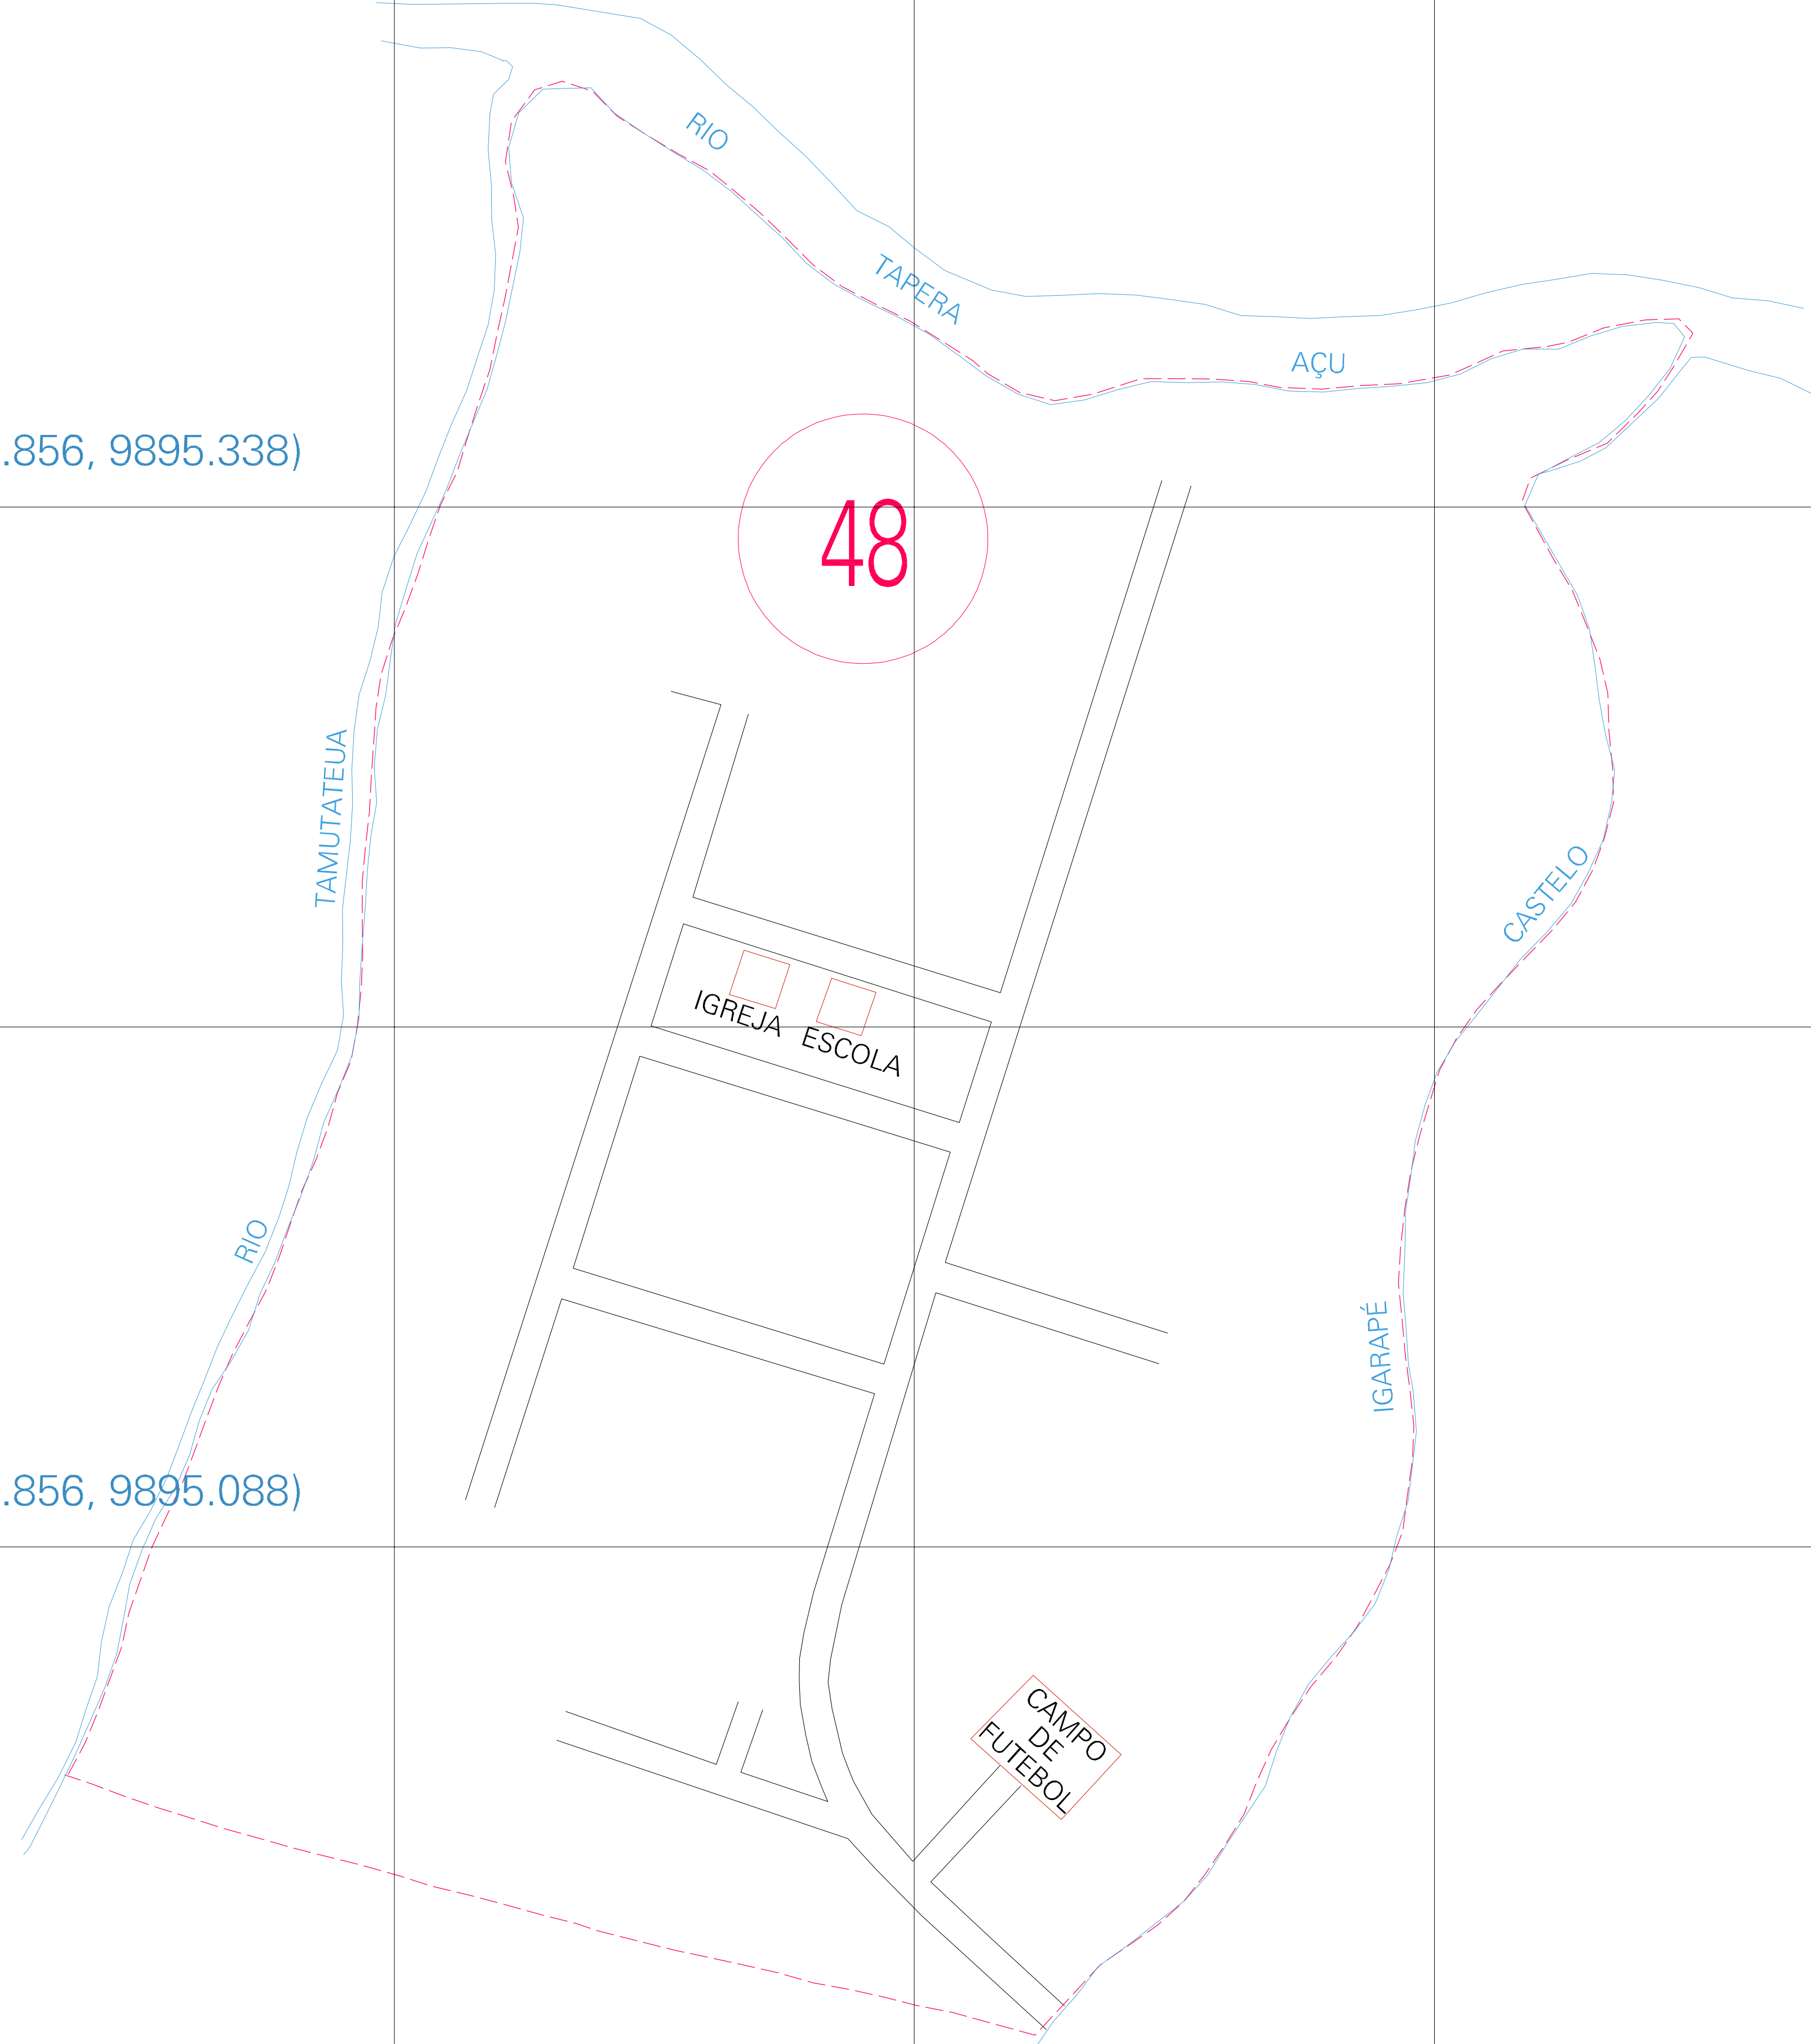 RIO
TAPERA
AÇU
.856, 9895.338)
48
TAMUTATEUA
CASTELO
IGREJA
ESCOLA
RIO
IGARAPÉ
.856, 9895.088)
CAMPO
DE
FUTEBOL